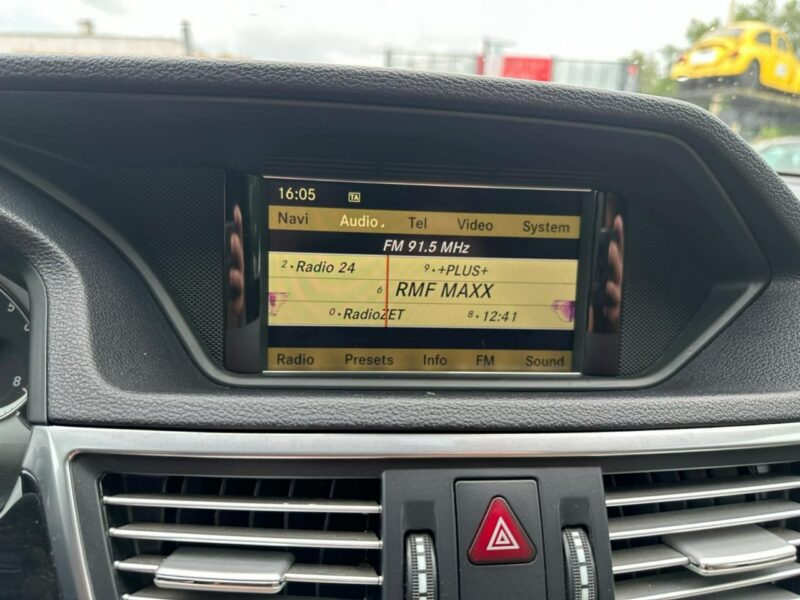 16:05 TA
Navi Audio Tel Video System
FM 91.5 MHz
2•Radio 24 9•+PLUS+
6 RMF MAXX
0•RadioZET 8•12:41
Radio Presets Info FM Sound
8